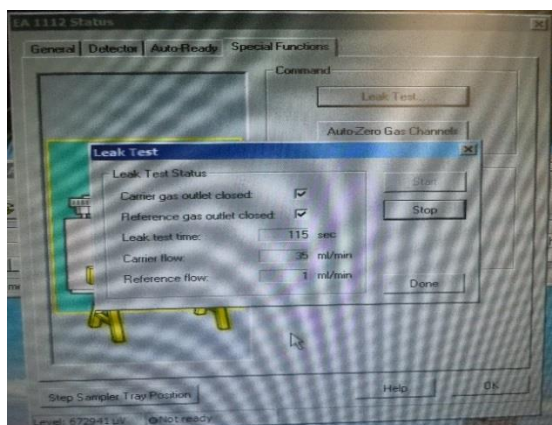 EA 1112 Status
General Detector Auto-Ready Special Functions
Command
Leak Test...
Auto-Zero Gas Channels
Leak Test
Leak Test Status
Carrier gas outlet closed:
Reference gas outlet closed:
Leak test time: 115 sec
Carrier flow: 35 ml/min
Reference flow: 1 ml/min
Start
Stop
Done
Step Sampler Tray Position
Help
OK
Level: 672941 uV Not ready